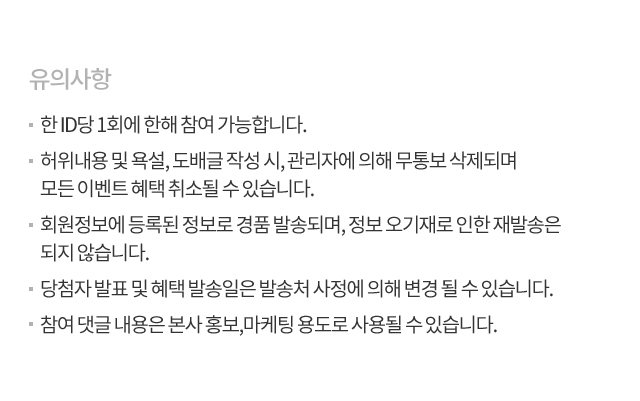 유의사항
한 ID당 1회에 한해 참여 가능합니다.
허위내용 및 욕설, 도배글 작성 시, 관리자에 의해 무통보 삭제되며
모든 이벤트 혜택 취소될 수 있습니다.
회원정보에 등록된 정보로 경품 발송되며, 정보 오기재로 인한 재발송은
되지 않습니다.
당첨자 발표 및 혜택 발송일은 발송처 사정에 의해 변경 될 수 있습니다.
참여 댓글 내용은 본사 홍보,마케팅 용도로 사용될 수 있습니다.